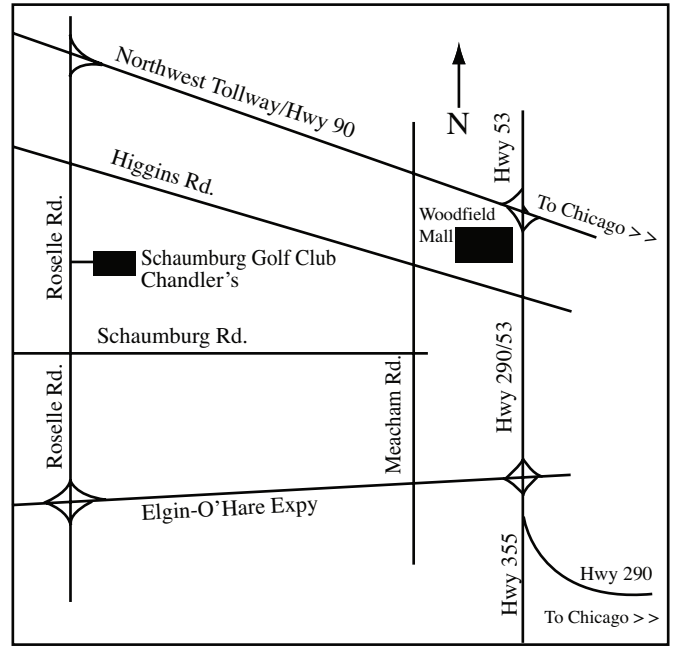 Northwest Tollway/Hwy 90
N
Hwy 53
Higgins Rd.
To Chicago >>
Woodfield
Mall
Roselle Rd.
Schaumburg Golf Club
Chandler's
Schaumburg Rd.
Hwy 290/53
Roselle Rd.
Meacham Rd.
Elgin-O'Hare Expy
Hwy 355
Hwy 290
To Chicago >>